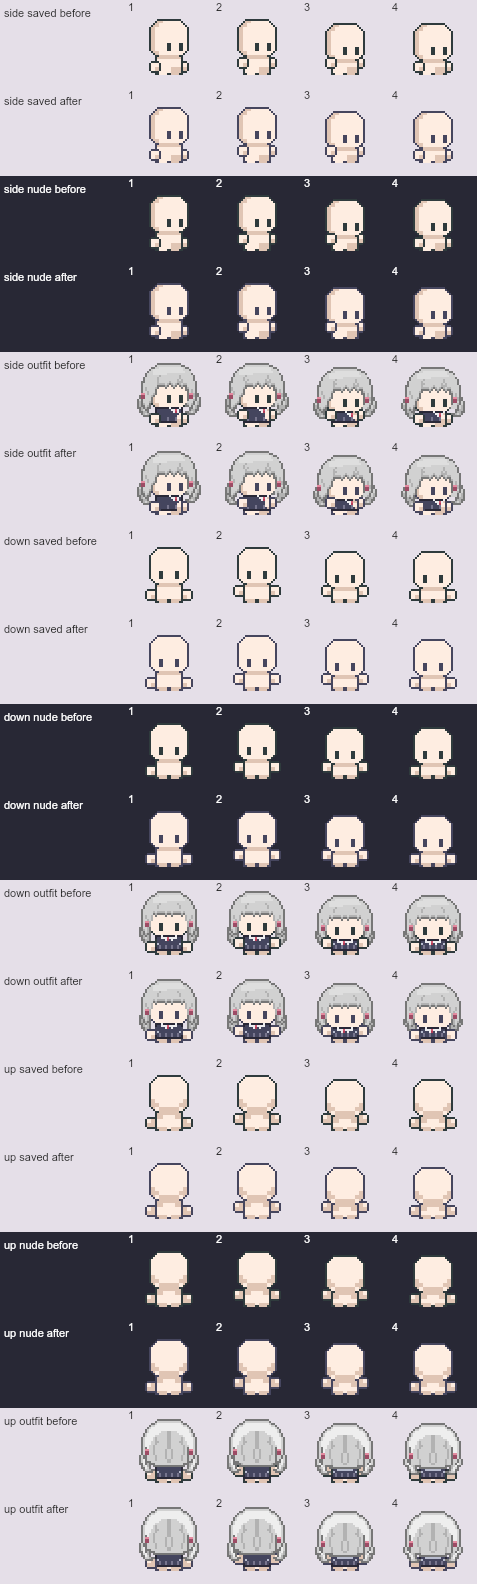 side saved before 1 2 3 4
side saved after 1 2 3 4
side nude before 1 2 3 4
side nude after 1 2 3 4
side outfit before 1 2 3 4
side outfit after 1 2 3 4
down saved before 1 2 3 4
down saved after 1 2 3 4
down nude before 1 2 3 4
down nude after 1 2 3 4
down outfit before 1 2 3 4
down outfit after 1 2 3 4
up saved before 1 2 3 4
up saved after 1 2 3 4
up nude before 1 2 3 4
up nude after 1 2 3 4
up outfit before 1 2 3 4
up outfit after 1 2 3 4